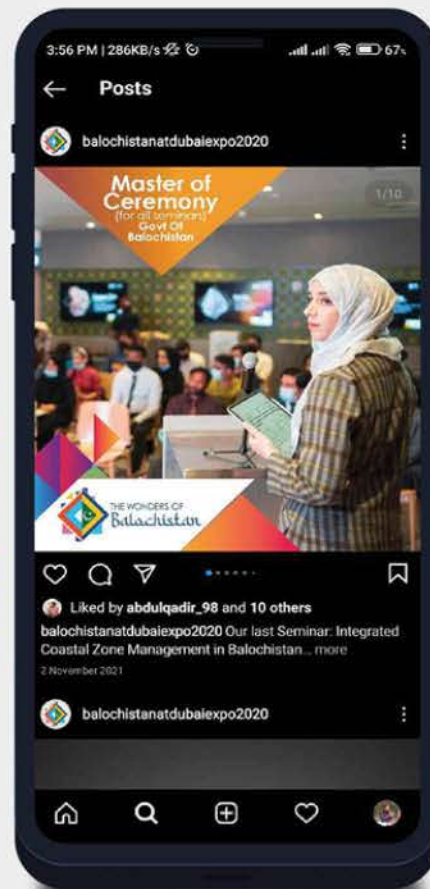 3:56 PM | 286KB/s
67%
Posts
balochistanatdubaiexpo2020
Master of
Ceremony
(for all seminars)
Govt Of
Balochistan
1/10
THE WONDERS OF
Balochistan
Liked by abdulqadir_98 and 10 others
balochistanatdubaiexpo2020 Our last Seminar: Integrated
Coastal Zone Management in Balochistan... more
2 November 2021
balochistanatdubaiexpo2020